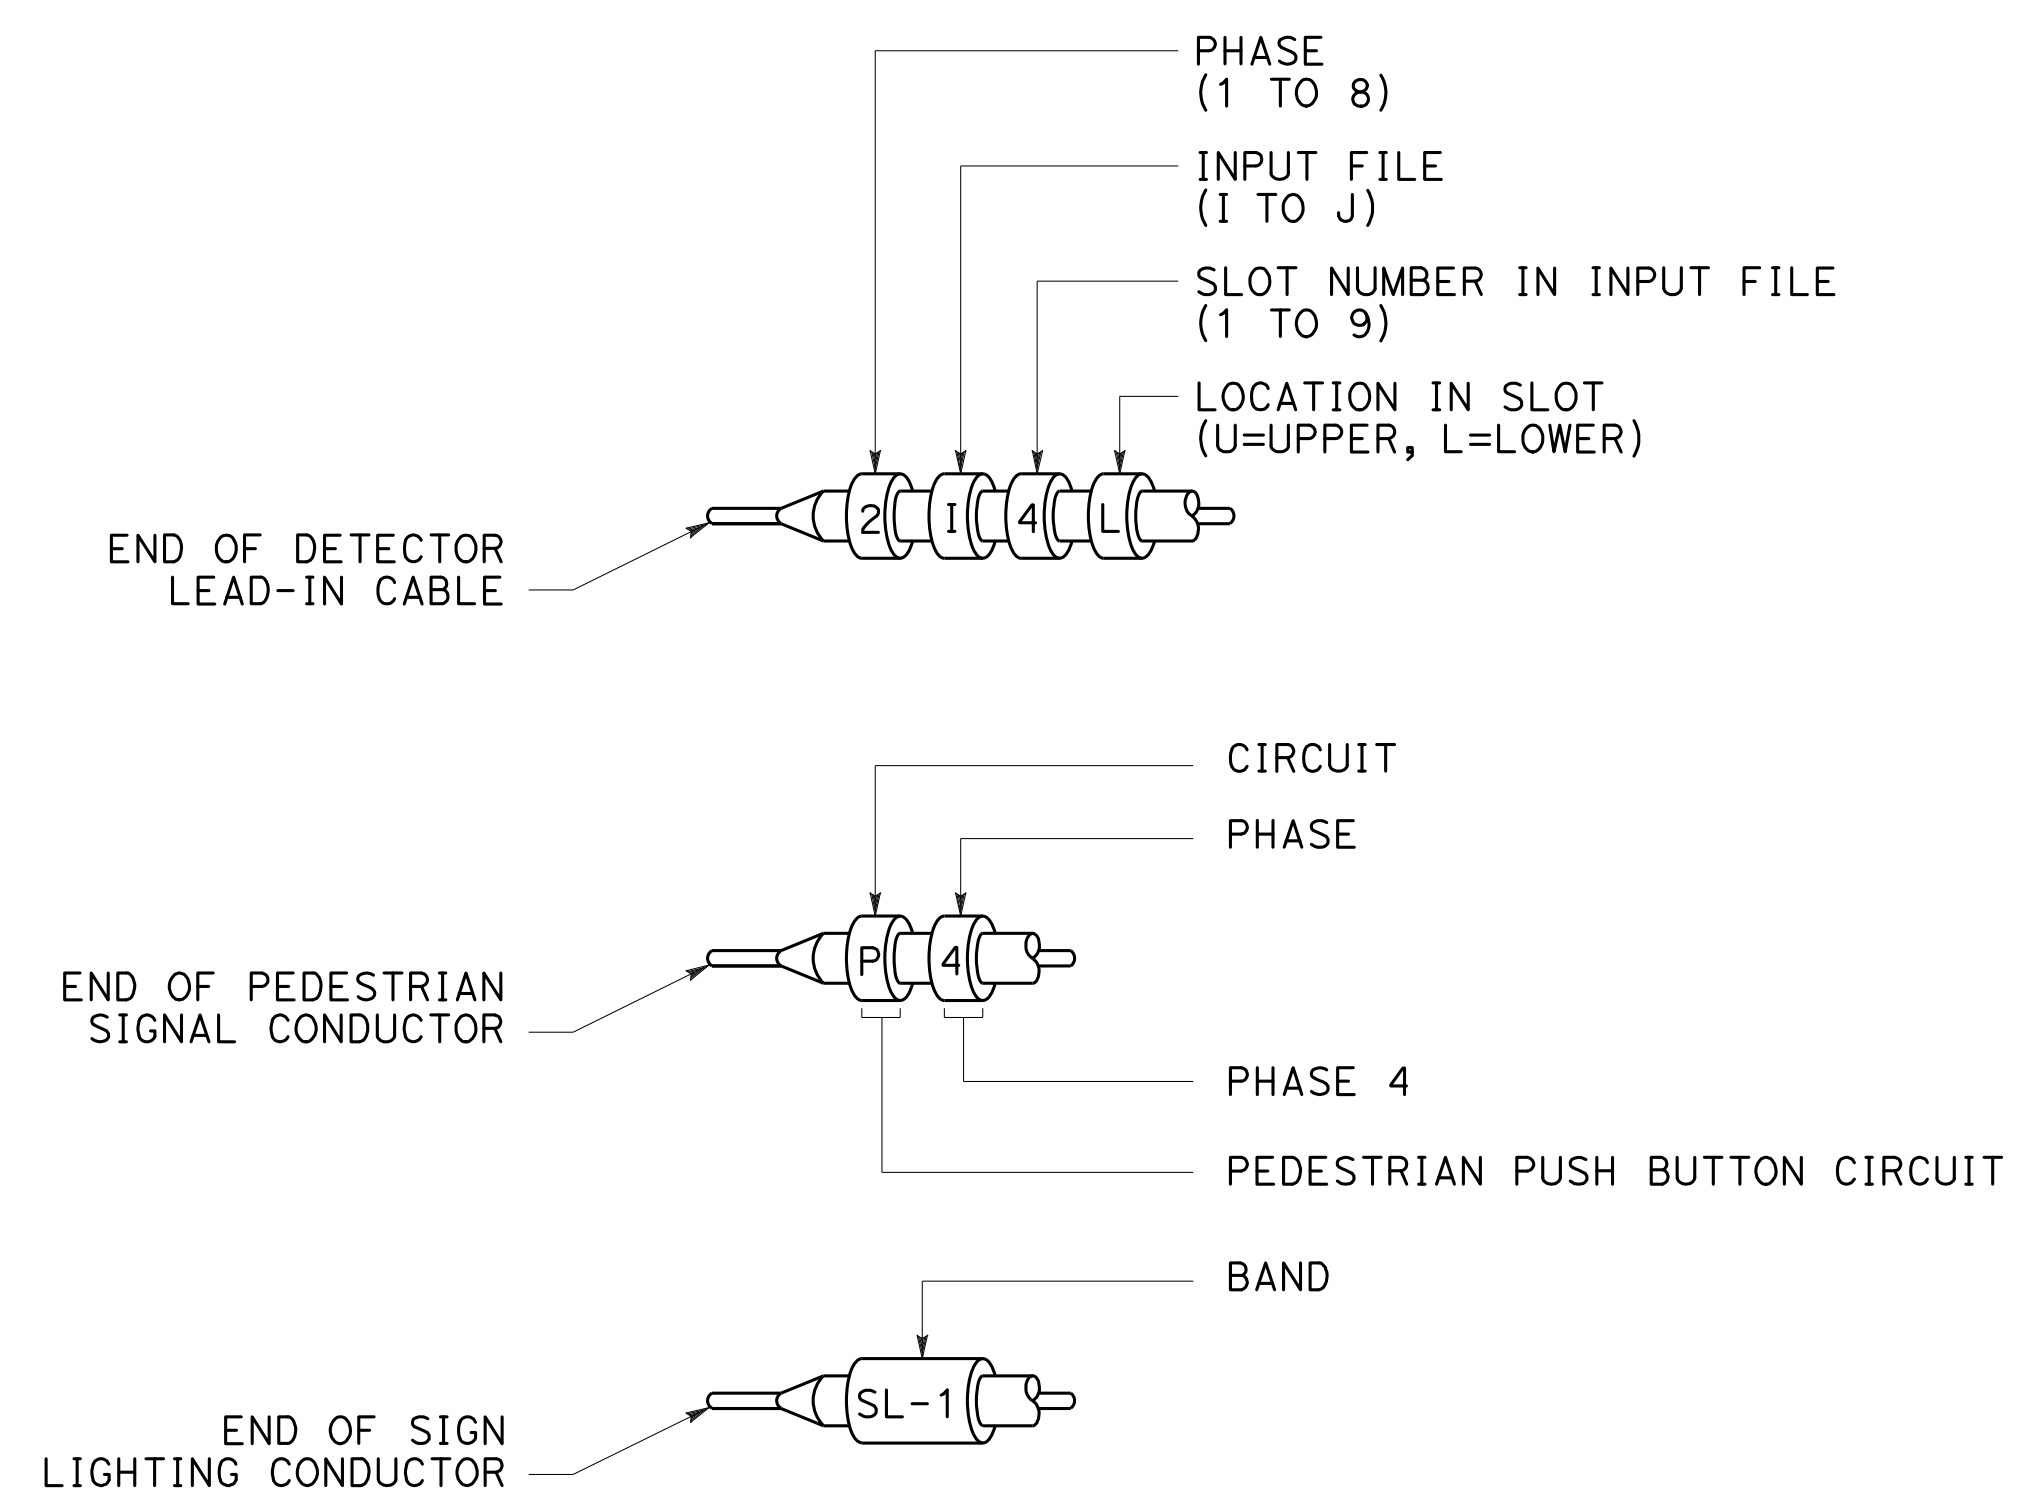 PHASE
(1 TO 8)
INPUT FILE
(I TO J)
SLOT NUMBER IN INPUT FILE
(1 TO 9)
LOCATION IN SLOT
(U=UPPER, L=LOWER)
2 I 4 L
END OF DETECTOR
LEAD-IN CABLE
CIRCUIT
PHASE
P 4
END OF PEDESTRIAN
SIGNAL CONDUCTOR
PHASE 4
PEDESTRIAN PUSH BUTTON CIRCUIT
BAND
SL-1
END OF SIGN
LIGHTING CONDUCTOR